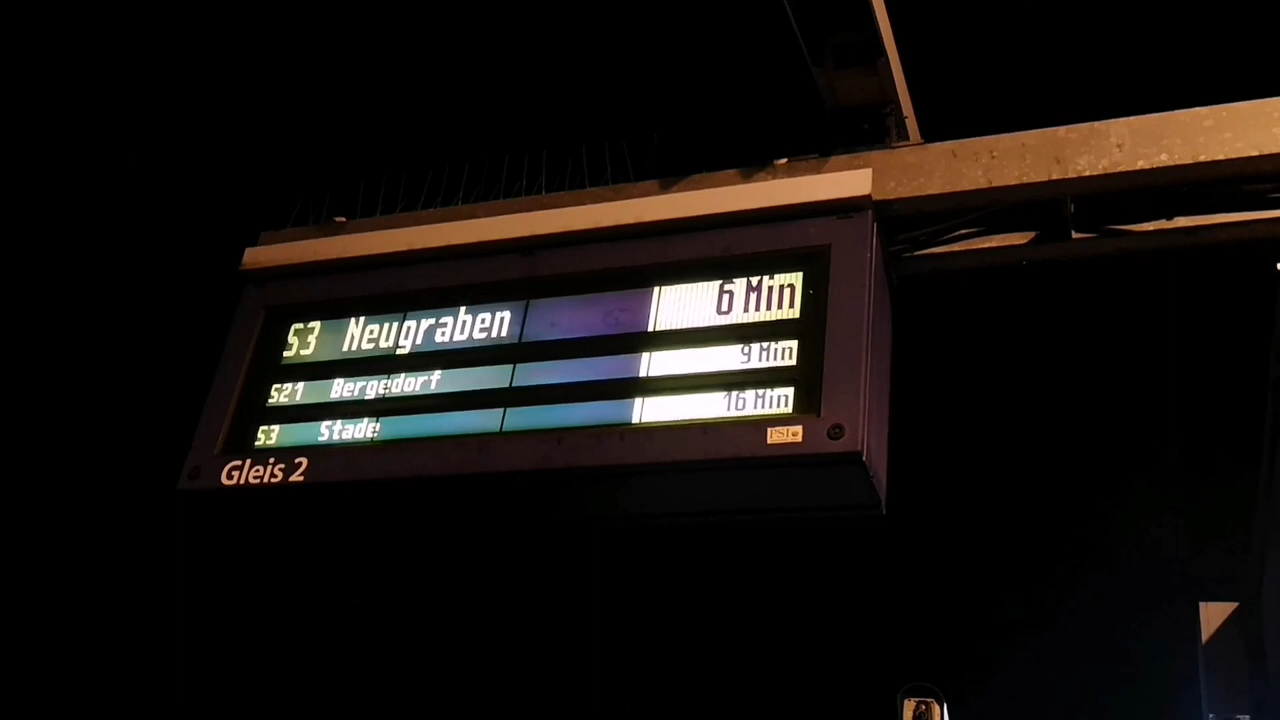 S3 Neugraben 6 Min
S21 Bergedorf 9 Min
S3 Stade 16 Min
PSI
Gleis 2